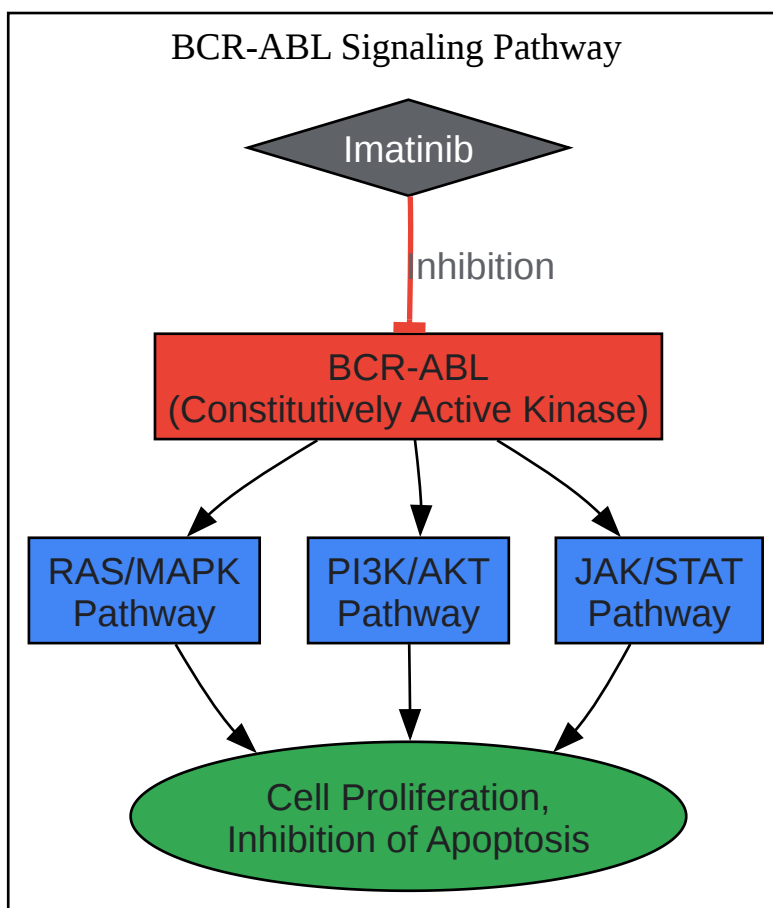 BCR-ABL Signaling Pathway
Imatinib
Inhibition
BCR-ABL
(Constitutively Active Kinase)
RAS/MAPK
Pathway
PI3K/AKT
Pathway
JAK/STAT
Pathway
Cell Proliferation,
Inhibition of Apoptosis